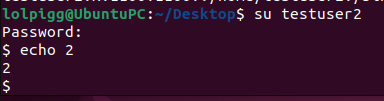 lolpigg@UbuntuPC:~/Desktop$ su testuser2
Password:
$ echo 2
2
$